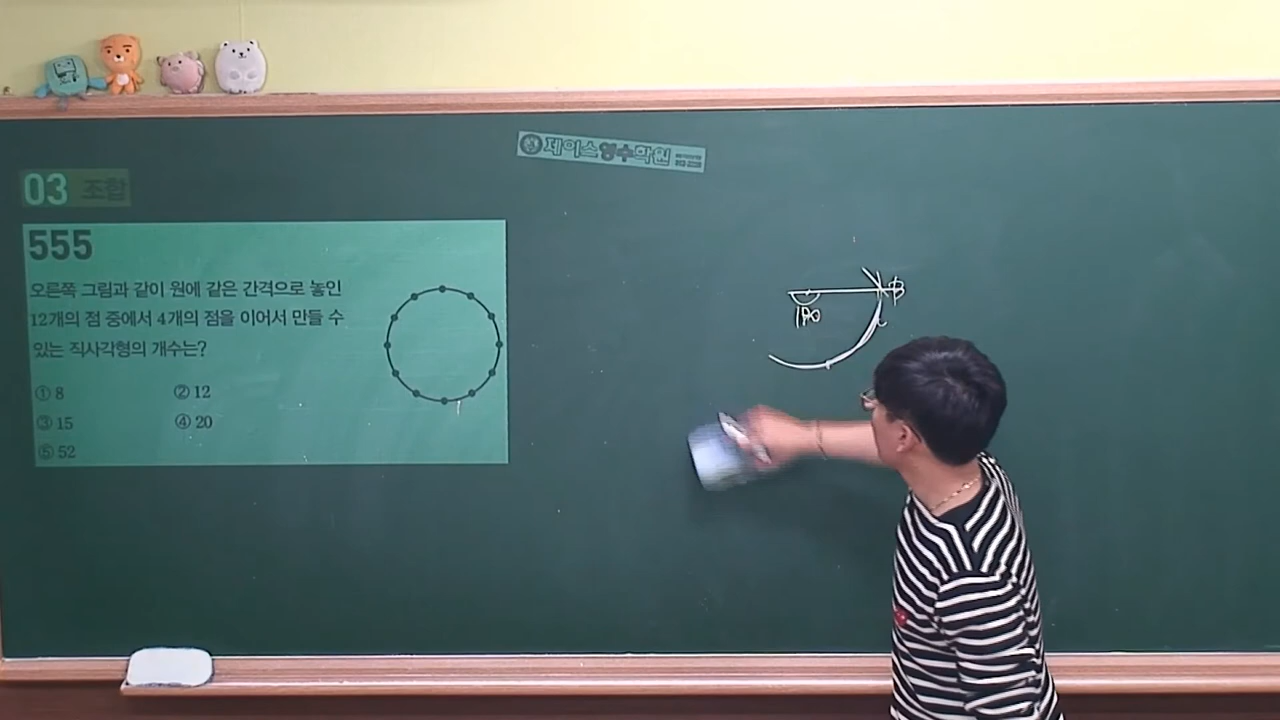 제이스영수학원
03 조합
555
오른쪽 그림과 같이 원에 같은 간격으로 놓인
12개의 점 중에서 4개의 점을 이어서 만들 수
있는 직사각형의 개수는?
① 8 ② 12
③ 15 ④ 20
⑤ 52
B
180